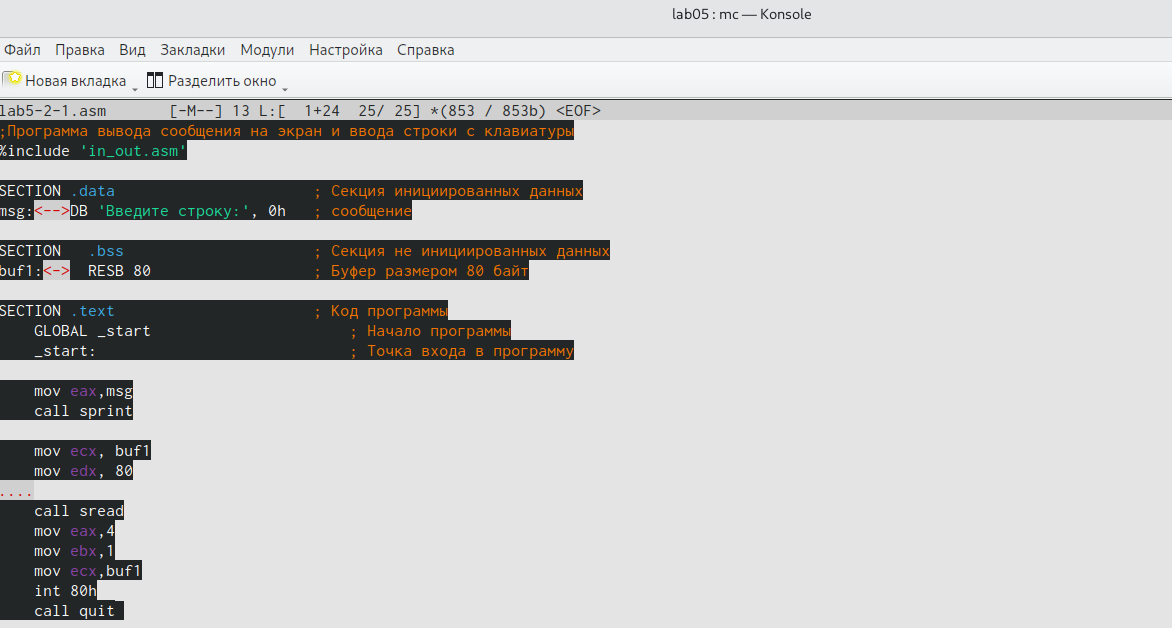 lab05 : mc — Konsole
Файл Правка Вид Закладки Модули Настройка Справка
Новая вкладка Разделить окно
lab5-2-1.asm [-M--] 13 L:[ 1+24 25/ 25] *(853 / 853b) <EOF>
;Программа вывода сообщения на экран и ввода строки с клавиатуры
%include 'in_out.asm'
SECTION .data ; Секция инициированных данных
msg:<-->DB 'Введите строку:', 0h ; сообщение
SECTION .bss ; Секция не инициированных данных
buf1:<-> RESB 80 ; Буфер размером 80 байт
SECTION .text ; Код программы
GLOBAL _start ; Начало программы
_start: ; Точка входа в программу
mov eax,msg
call sprint
mov ecx, buf1
mov edx, 80
....
call sread
mov eax,4
mov ebx,1
mov ecx,buf1
int 80h
call quit